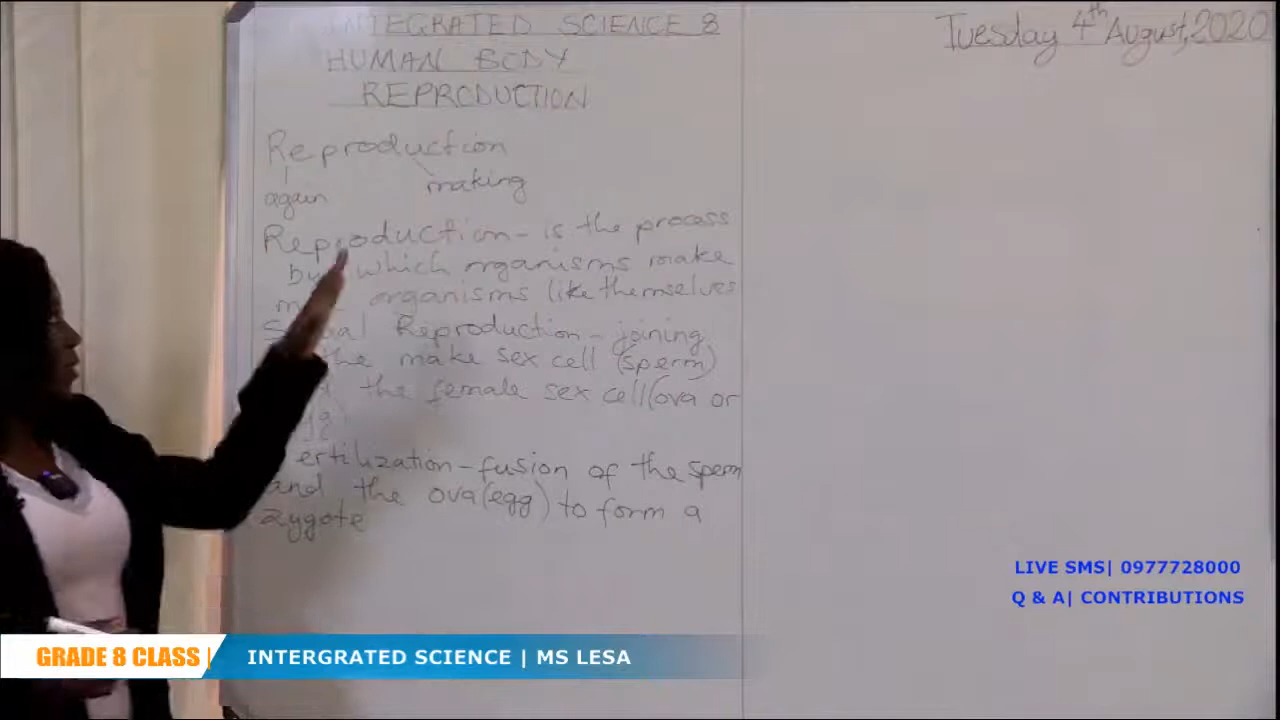 INTEGRATED SCIENCE 8
HUMAN BODY
REPRODUCTION
Tuesday 4th August, 2020
Reproduction
again making
Reproduction - is the process
by which organisms make
organisms like themselves
Reproduction - joining
the make sex cell (sperm)
the female sex cell (ova or
ertilization - fusion of the sperm
and the ova (egg) to form a
zygote
LIVE SMS| 0977728000
Q & A| CONTRIBUTIONS
GRADE 8 CLASS |
INTERGRATED SCIENCE | MS LESA